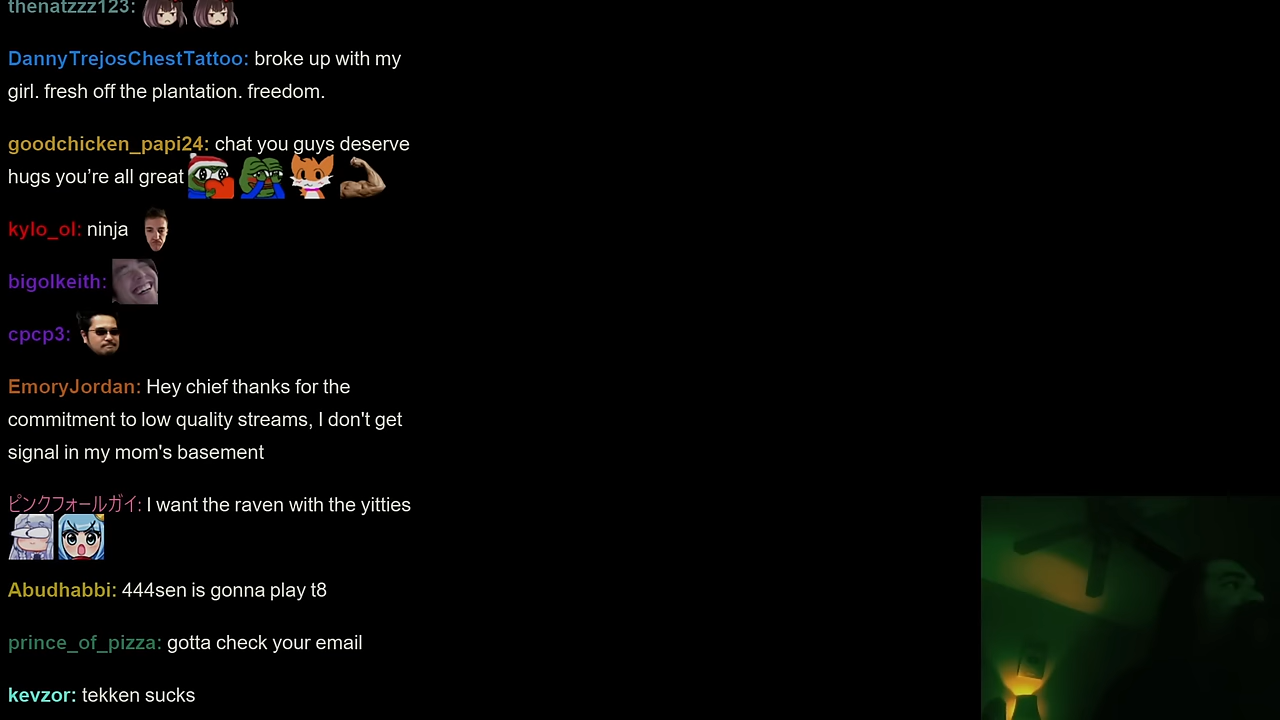 thenatzzz123:
DannyTrejosChestTattoo: broke up with my
girl. fresh off the plantation. freedom.
goodchicken_papi24: chat you guys deserve
hugs you’re all great
kylo_ol: ninja
bigolkeith:
cpcp3:
EmoryJordan: Hey chief thanks for the
commitment to low quality streams, I don't get
signal in my mom's basement
ピンクフォールガイ: I want the raven with the yitties
Abudhabbi: 444sen is gonna play t8
prince_of_pizza: gotta check your email
kevzor: tekken sucks